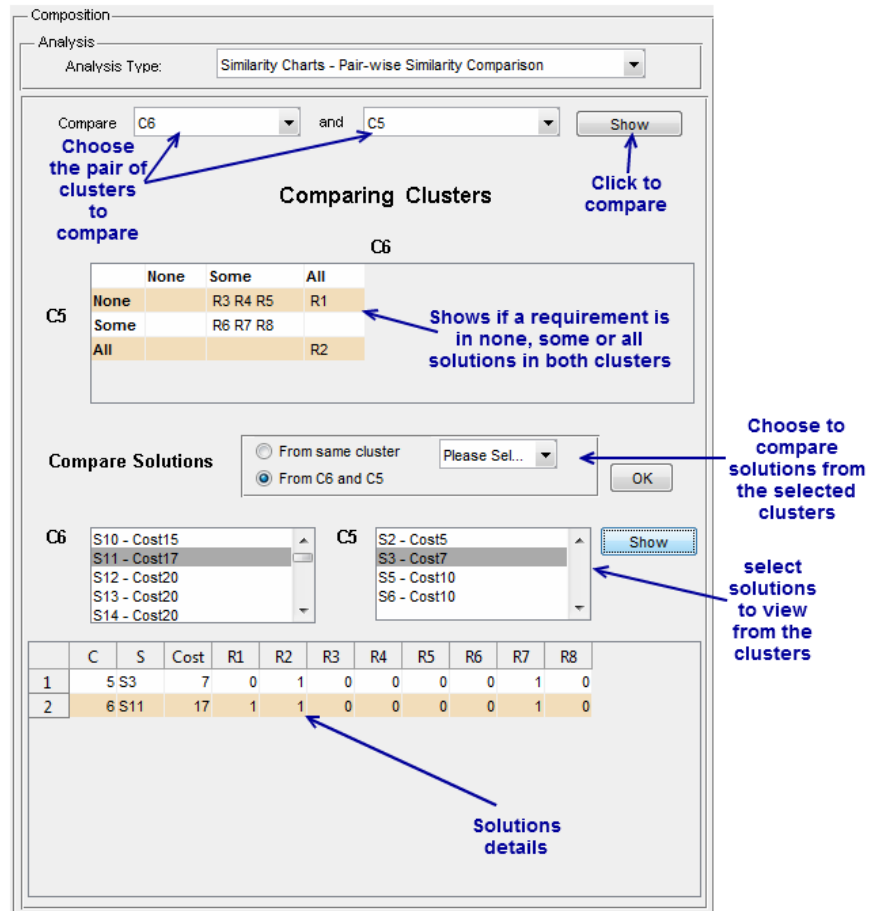 Composition
Analysis
Analysis Type: Similarity Charts - Pair-wise Similarity Comparison
Compare C6 and C5 Show
Choose
the pair of
clusters
to
compare
Click to
compare
Comparing Clusters
C6
None Some All
C5
None R3 R4 R5 R1
Some R6 R7 R8
All R2
Shows if a requirement is
in none, some or all
solutions in both clusters
Compare Solutions
From same cluster Please Sel...
From C6 and C5
OK
Choose to
compare
solutions from
the selected
clusters
C6
S10 - Cost15
S11 - Cost17
S12 - Cost20
S13 - Cost20
S14 - Cost20
C5
S2 - Cost5
S3 - Cost7
S5 - Cost10
S6 - Cost10
Show
select
solutions
to view
from the
clusters
C S Cost R1 R2 R3 R4 R5 R6 R7 R8
1 5 S3 7 0 1 0 0 0 0 1 0
2 6 S11 17 1 1 0 0 0 0 1 0
Solutions
details